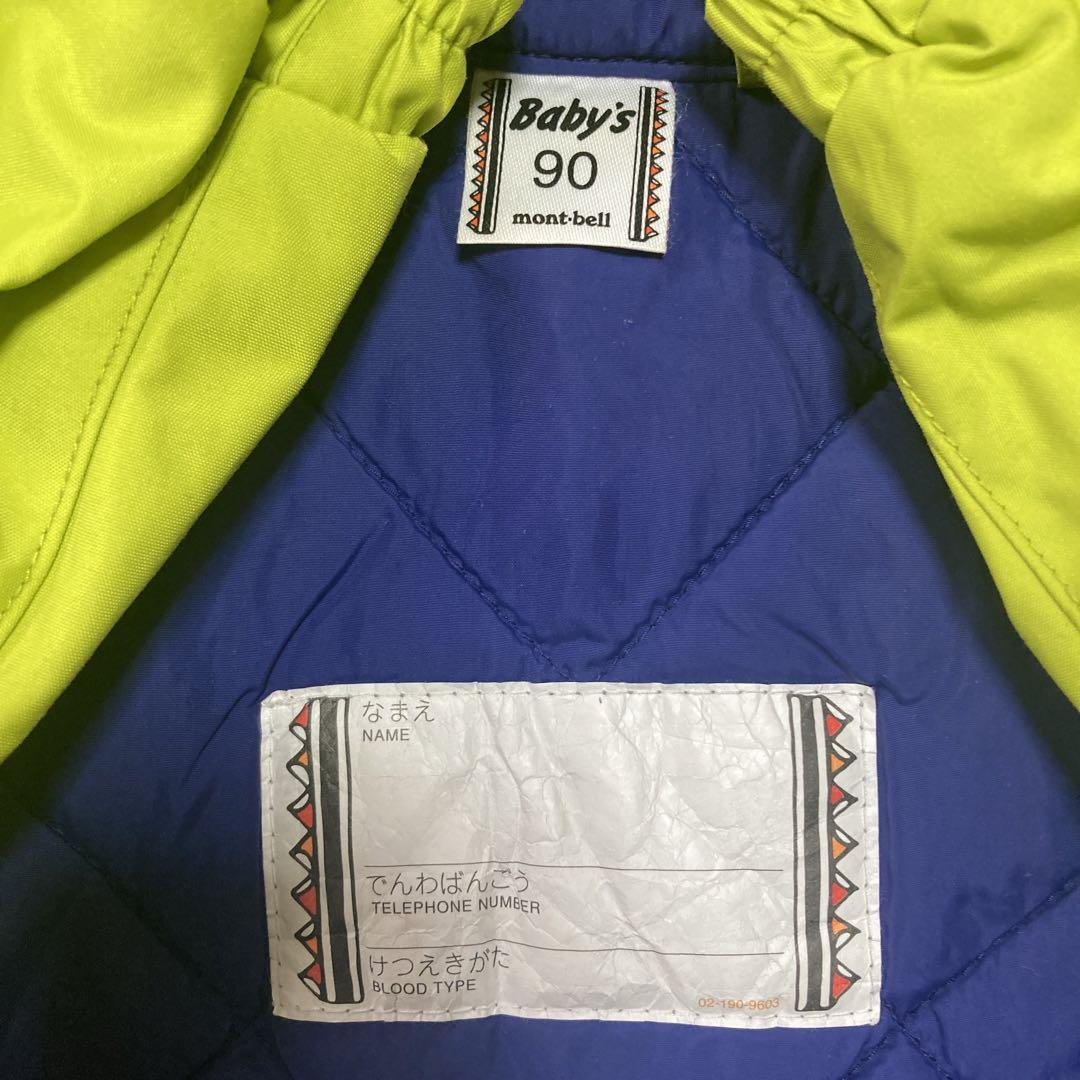 Baby's
90
mont·bell
なまえ
NAME
でんわばんごう
TELEPHONE NUMBER
けつえきがた
BLOOD TYPE
02-190-9603